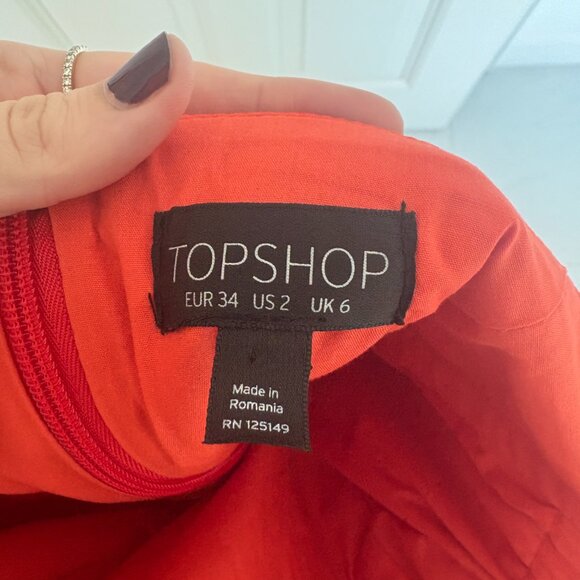 TOPSHOP
EUR 34 US 2 UK 6
Made in
Romania
RN 125149